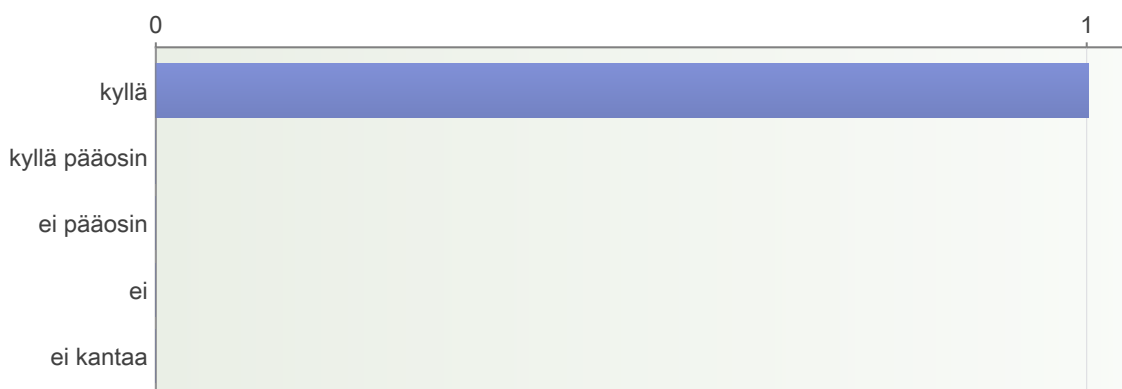 0 1
kyllä
kyllä pääosin
ei pääosin
ei
ei kantaa